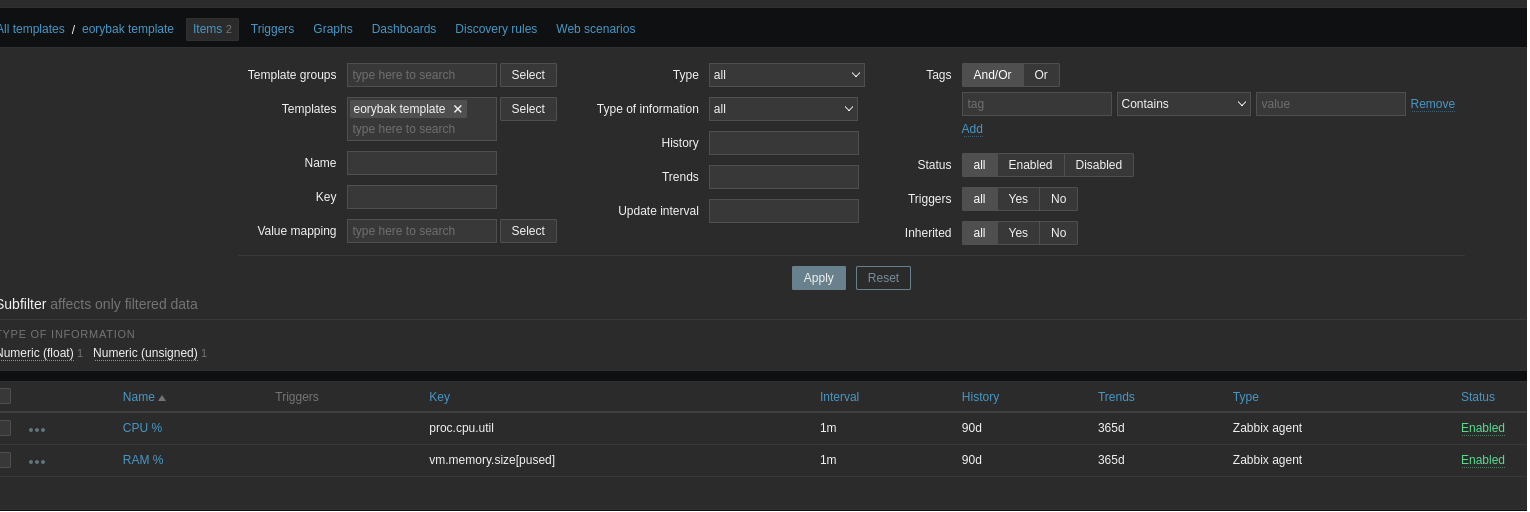 All templates / eorybak template Items 2 Triggers Graphs Dashboards Discovery rules Web scenarios
Template groups type here to search Select
Templates eorybak template Select
type here to search
Name
Key
Value mapping type here to search Select
Type all
Type of information all
History
Trends
Update interval
Tags And/Or Or
tag Contains value Remove
Add
Status all Enabled Disabled
Triggers all Yes No
Inherited all Yes No
Apply Reset
Subfilter affects only filtered data
TYPE OF INFORMATION
Numeric (float) 1 Numeric (unsigned) 1
Name Triggers Key Interval History Trends Type Status
CPU % proc.cpu.util 1m 90d 365d Zabbix agent Enabled
RAM % vm.memory.size[pused] 1m 90d 365d Zabbix agent Enabled